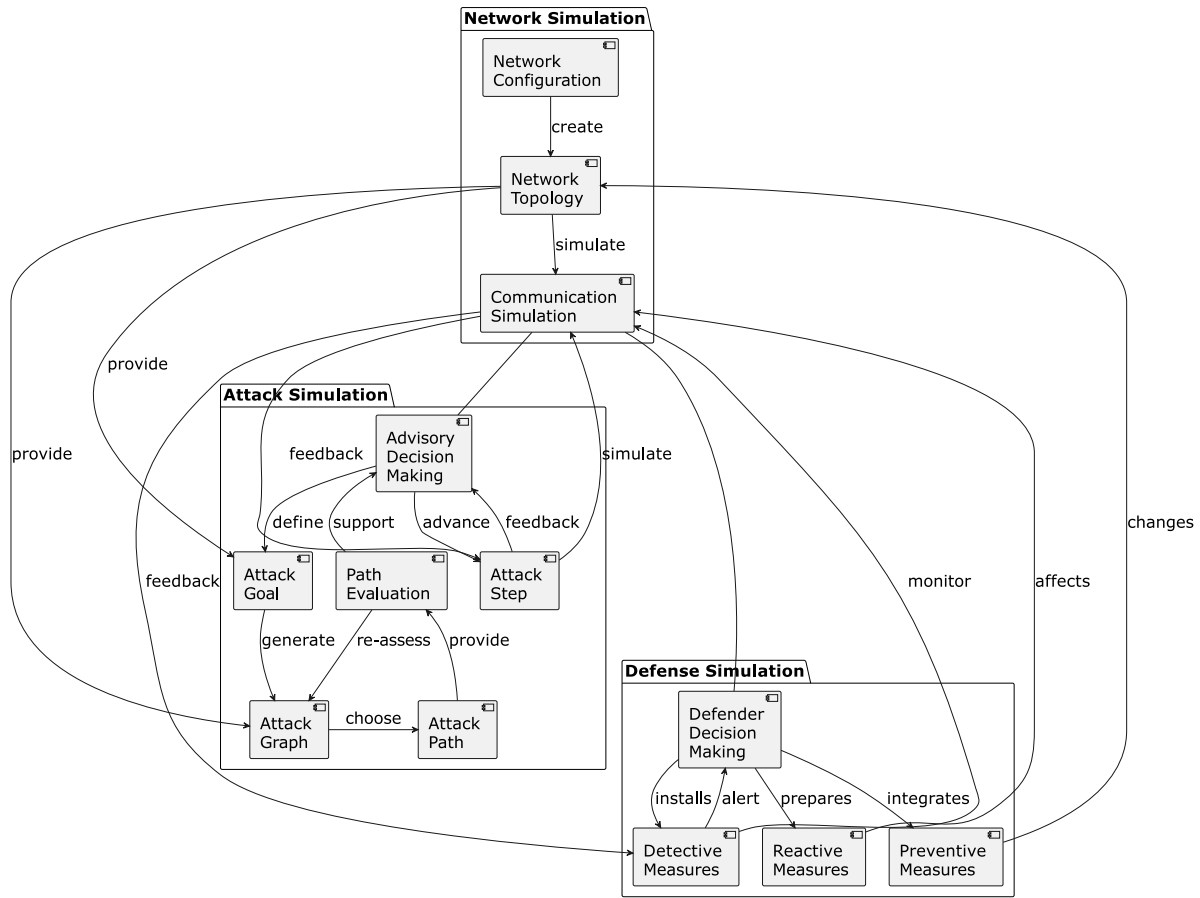 Network Simulation
Network
Configuration
create
Network
Topology
simulate
Communication
Simulation
provide
provide
Attack Simulation
Advisory
Decision
Making
feedback
simulate
define
support
advance
feedback
changes
Attack
Goal
Path
Evaluation
Attack
Step
feedback
monitor
affects
generate
re-assess
provide
Attack
Graph
choose
Attack
Path
Defense Simulation
Defender
Decision
Making
installs
alert
prepares
integrates
Detective
Measures
Reactive
Measures
Preventive
Measures